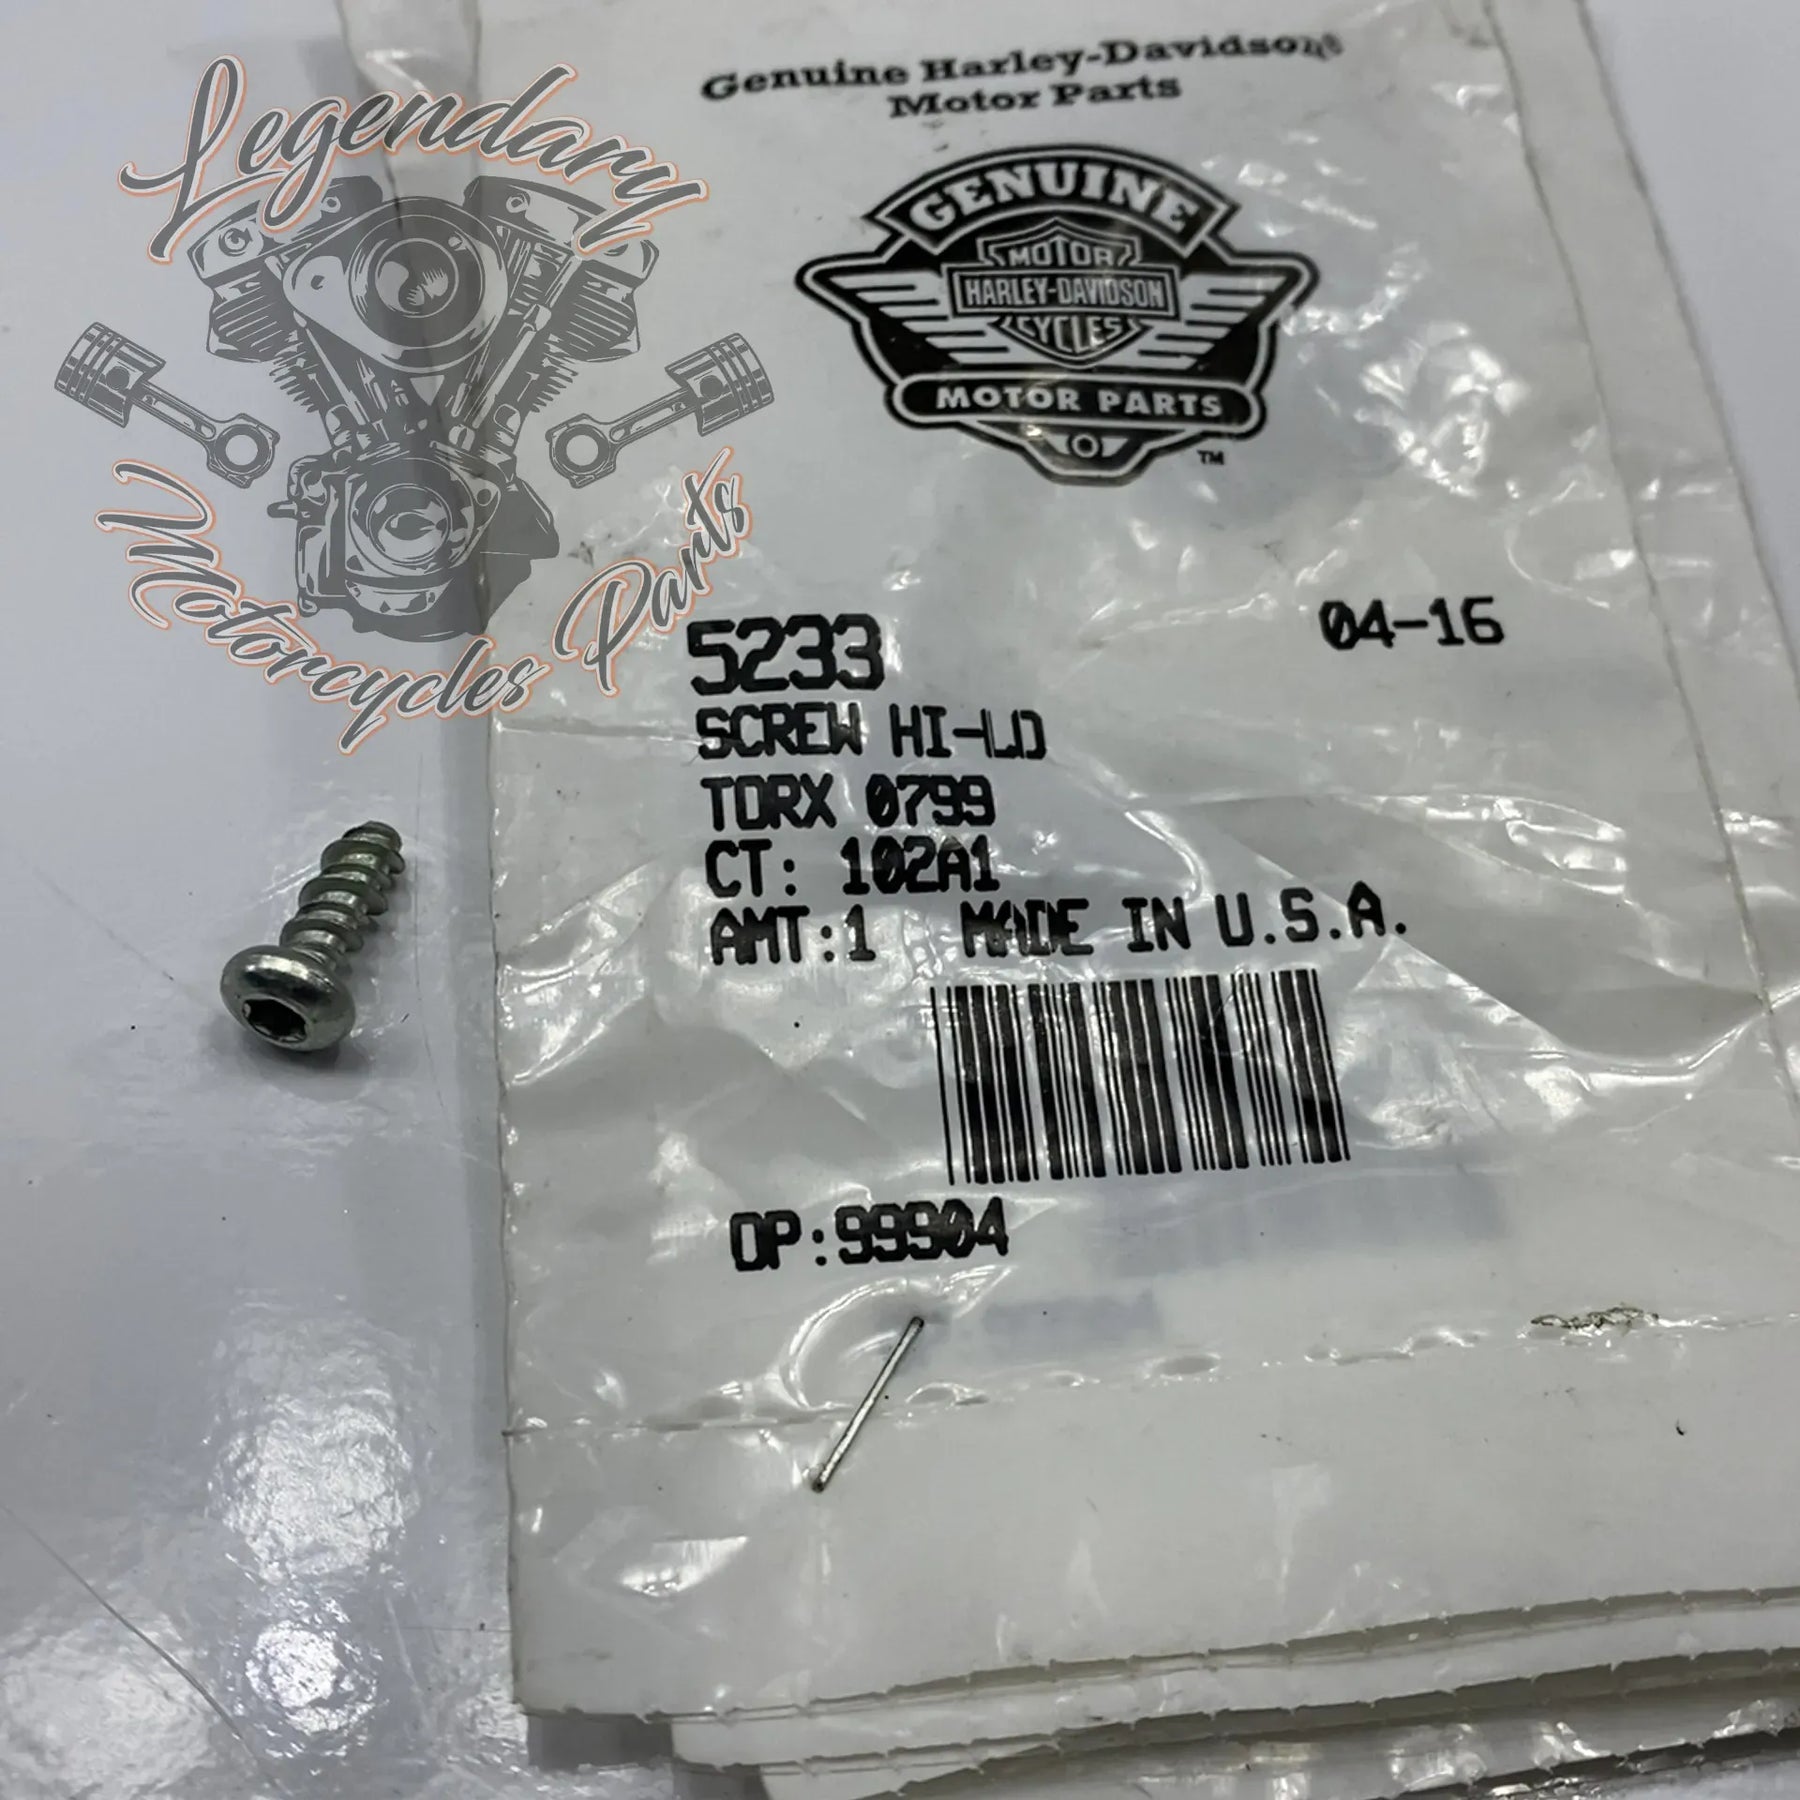 Legendary
Motorcycles Parts
Genuine Harley-Davidson
Motor Parts
GENUINE
MOTOR
HARLEY-DAVIDSON
CYCLES
MOTOR PARTS
TM
5233
04-16
SCREW HI-LO
TORX 0799
CT: 102A1
AMT:1 MADE IN U.S.A.
OP:99904